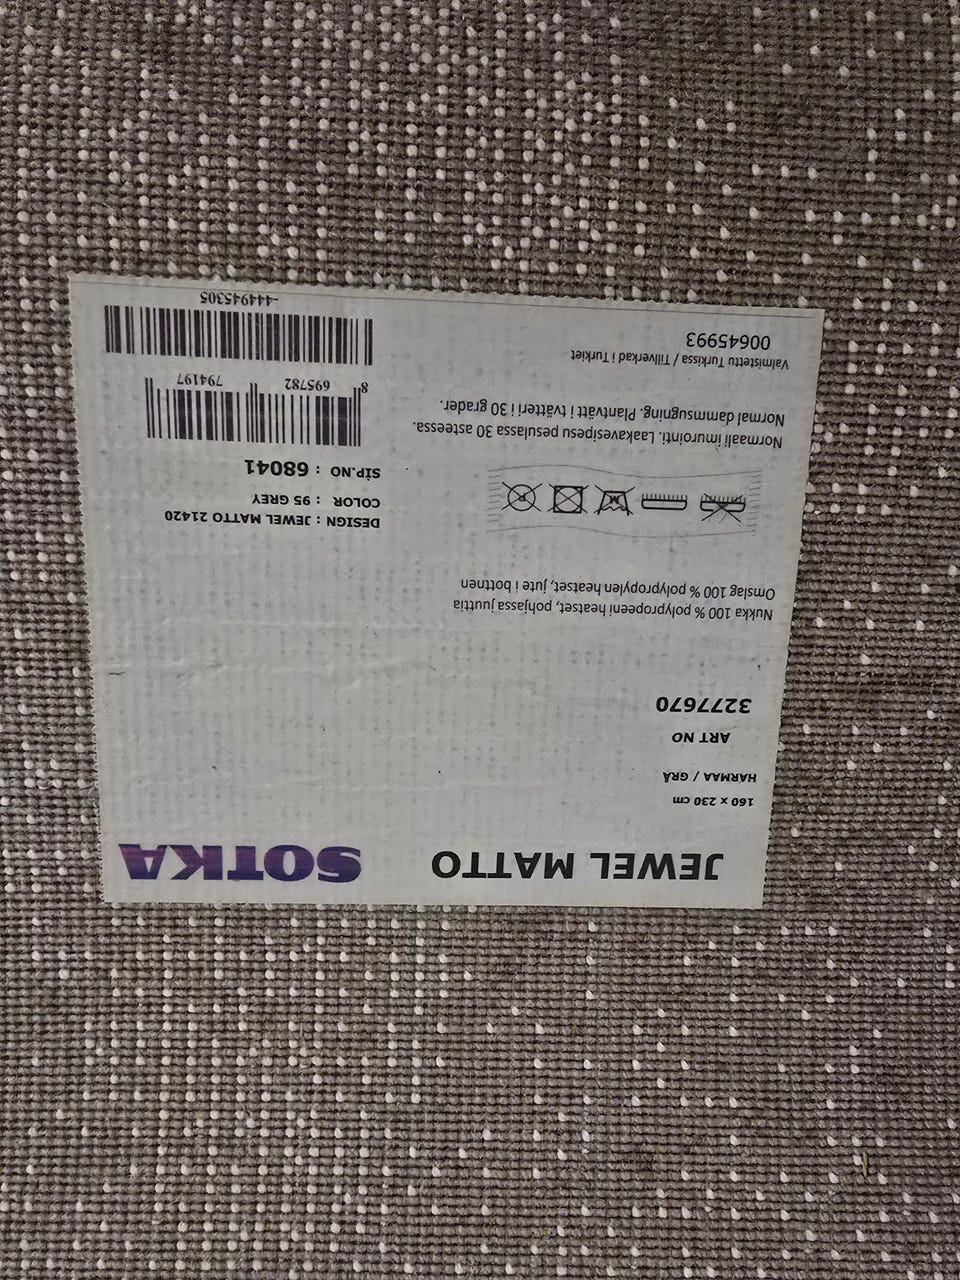 JEWEL MATTO
SOTKA
160 x 230 cm
HARMAA / GRÅ
ART NO
3277670
Nukka 100 % polypropeeni heatset, pohjassa juuttia
Omslag 100 % polypropylen heatset, jute i bottnen
Normaali imurointi. Laakavesipesu pesulassa 30 asteessa.
Normal dammsugning. Plantvätt i tvätteri i 30 grader.
Valmistettu Turkissa / Tillverkad i Turkiet
00645993
DESIGN : JEWEL MATTO 21420
COLOR : 95 GREY
SİP.NO : 68041
8 695782 794197
-444945305